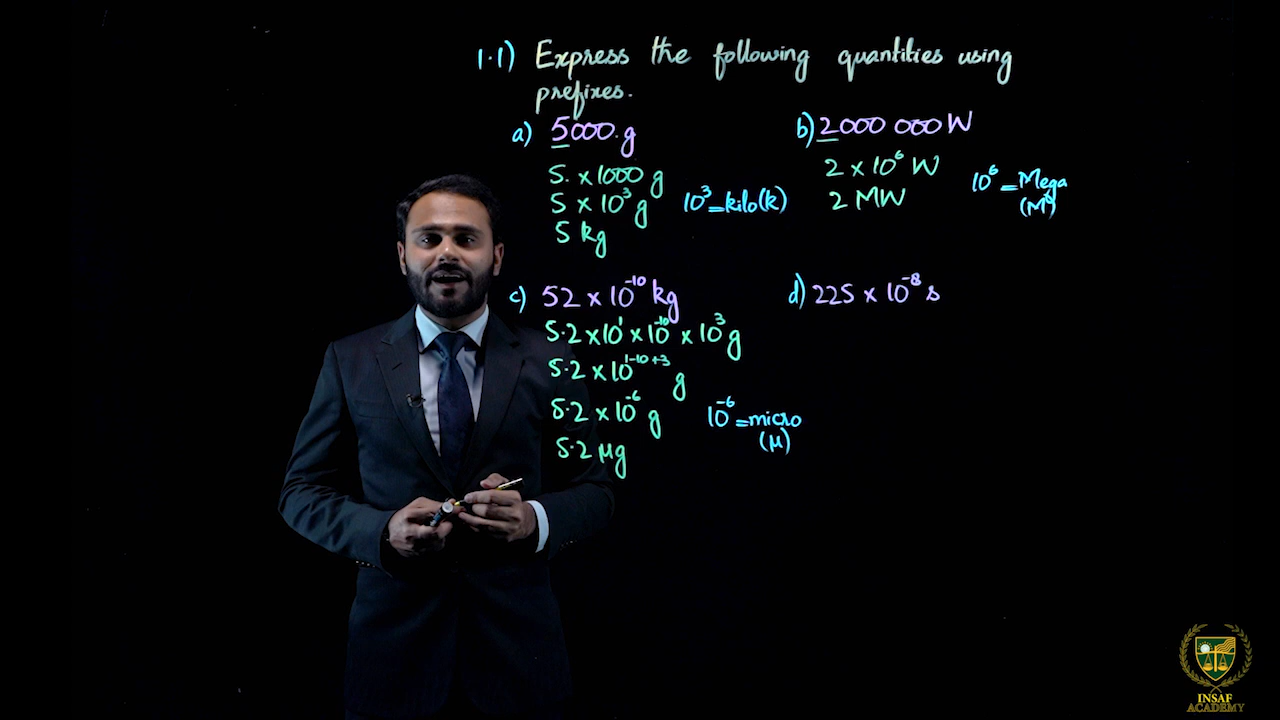 1.1) Express the following quantities using
prefixes.
a) 5000. g
5. x 1000 g
5 x 10³ g
10³ = kilo(k)
5 kg
b) 2000 000 W
2 x 10⁶ W
2 MW
10⁶ = Mega
(M)
c) 52 x 10⁻¹⁰ kg
5.2 x 10¹ x 10⁻¹⁰ x 10³ g
5.2 x 10¹⁻¹⁰⁺³ g
5.2 x 10⁻⁶ g
10⁻⁶ = micro
(μ)
5.2 μg
d) 225 x 10⁻⁸ s
INSAF
ACADEMY